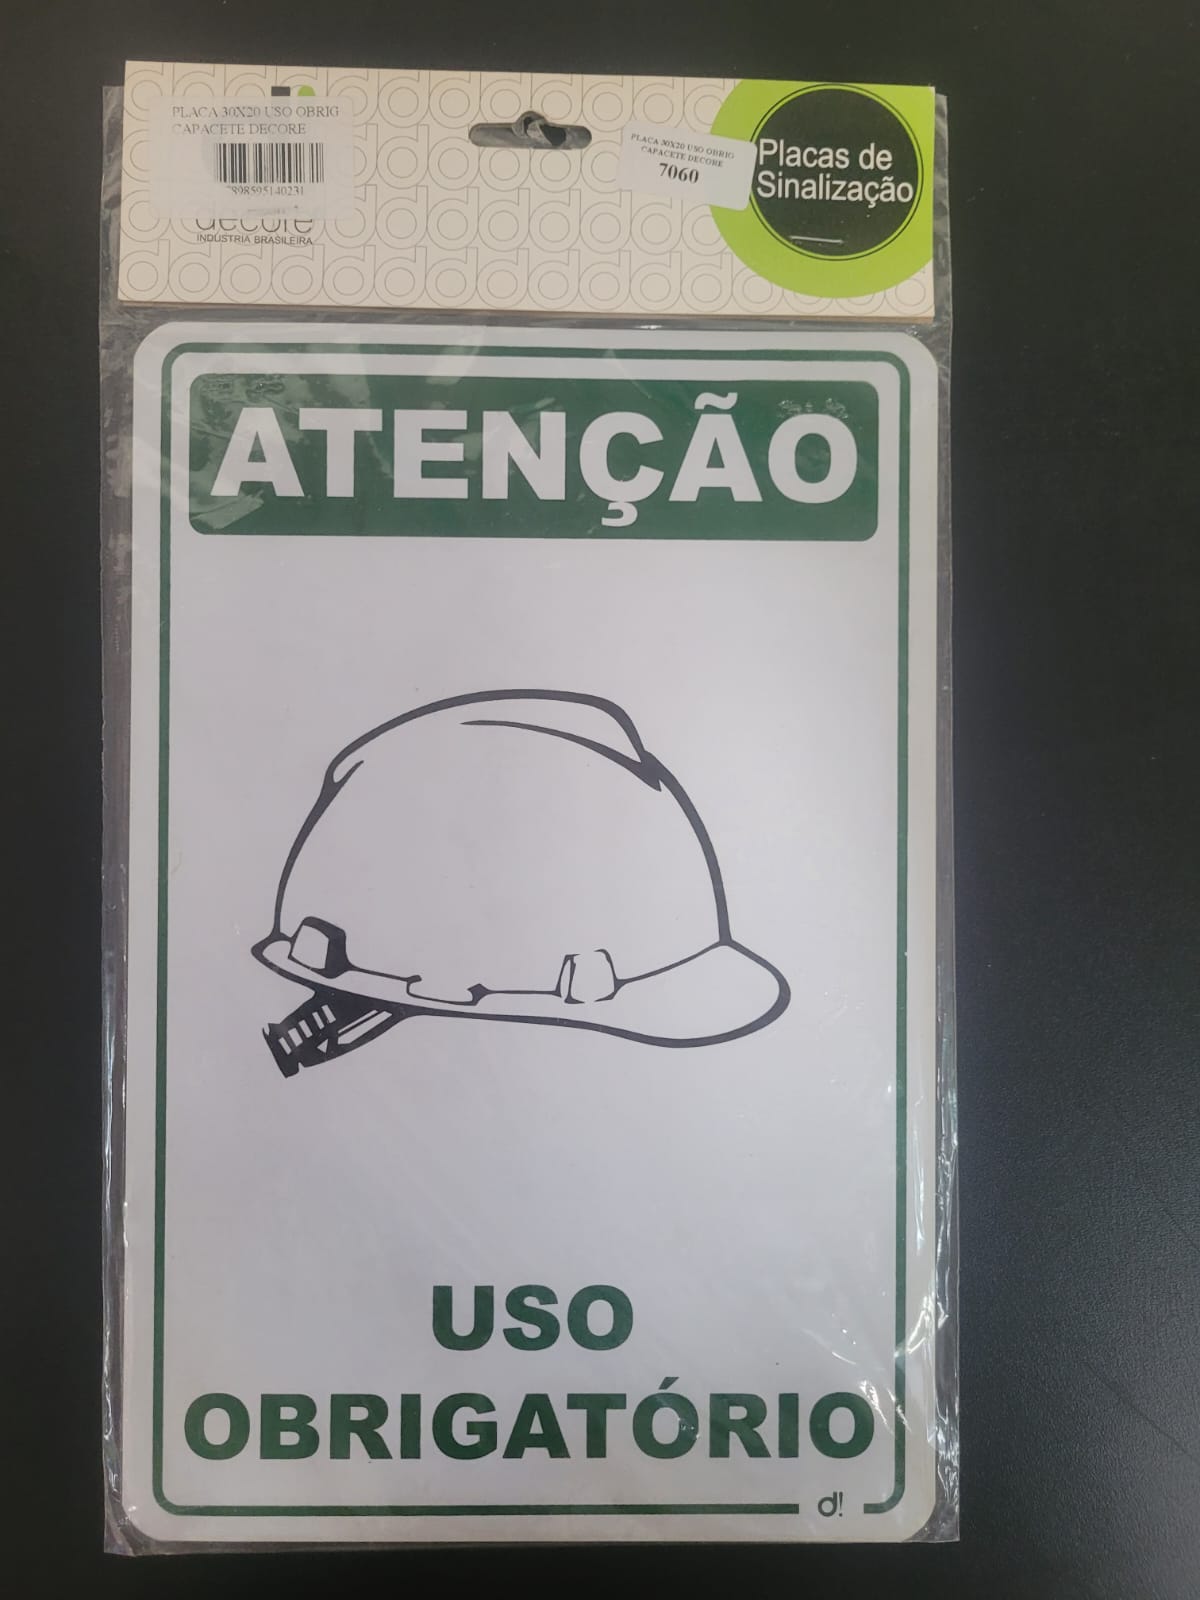 PLACA 30X20 USO OBRIG
CAPACETE DECORE
7898595140231
decore
INDÚSTRIA BRASILEIRA
PLACA 30X20 USO OBRIG
CAPACETE DECORE
7060
Placas de
Sinalização
ATENÇÃO
USO
OBRIGATÓRIO
d!